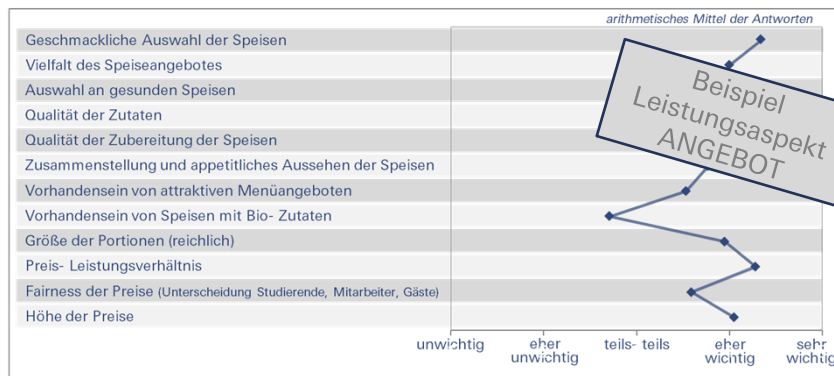 arithmetisches Mittel der Antworten
Geschmackliche Auswahl der Speisen
Vielfalt des Speiseangebotes
Auswahl an gesunden Speisen
Qualität der Zutaten
Qualität der Zubereitung der Speisen
Zusammenstellung und appetitliches Aussehen der Speisen
Vorhandensein von attraktiven Menüangeboten
Vorhandensein von Speisen mit Bio- Zutaten
Größe der Portionen (reichlich)
Preis- Leistungsverhältnis
Fairness der Preise (Unterscheidung Studierende, Mitarbeiter, Gäste)
Höhe der Preise
Beispiel
Leistungsaspekt
ANGEBOT
unwichtig
eher
unwichtig
teils- teils
eher
wichtig
sehr
wichtig